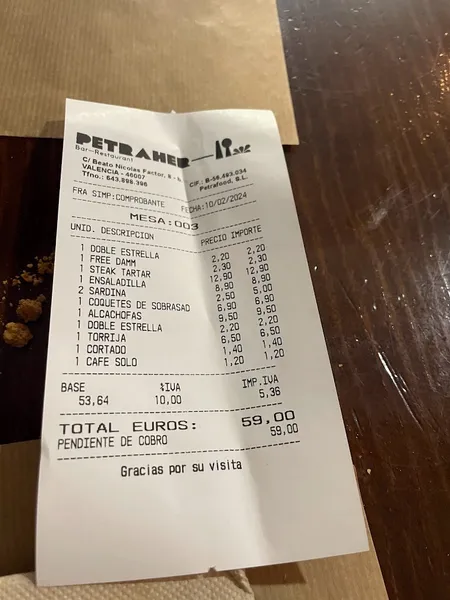 PETRAHER
Bar-Restaurant
C/ Beato Nicolas Factor, 8 - b
VALENCIA - 46007 CIF.: B-56.483.034
Tfno.: 643.898.396 Petrafood, S.L.
FRA SIMP:COMPROBANTE FECHA:10/02/2024
MESA:003
UNID. DESCRIPCION PRECIO IMPORTE
1 DOBLE ESTRELLA 2,20 2,20
1 FREE DAMM 2,30 2,30
1 STEAK TARTAR 12,90 12,90
1 ENSALADILLA 8,90 8,90
2 SARDINA 2,50 5,00
1 COQUETES DE SOBRASAD 6,90 6,90
1 ALCACHOFAS 9,50 9,50
1 DOBLE ESTRELLA 2,20 2,20
1 TORRIJA 6,50 6,50
1 CORTADO 1,40 1,40
1 CAFE SOLO 1,20 1,20
BASE %IVA IMP.IVA
53,64 10,00 5,36
TOTAL EUROS: 59,00
PENDIENTE DE COBRO 59,00
Gracias por su visita